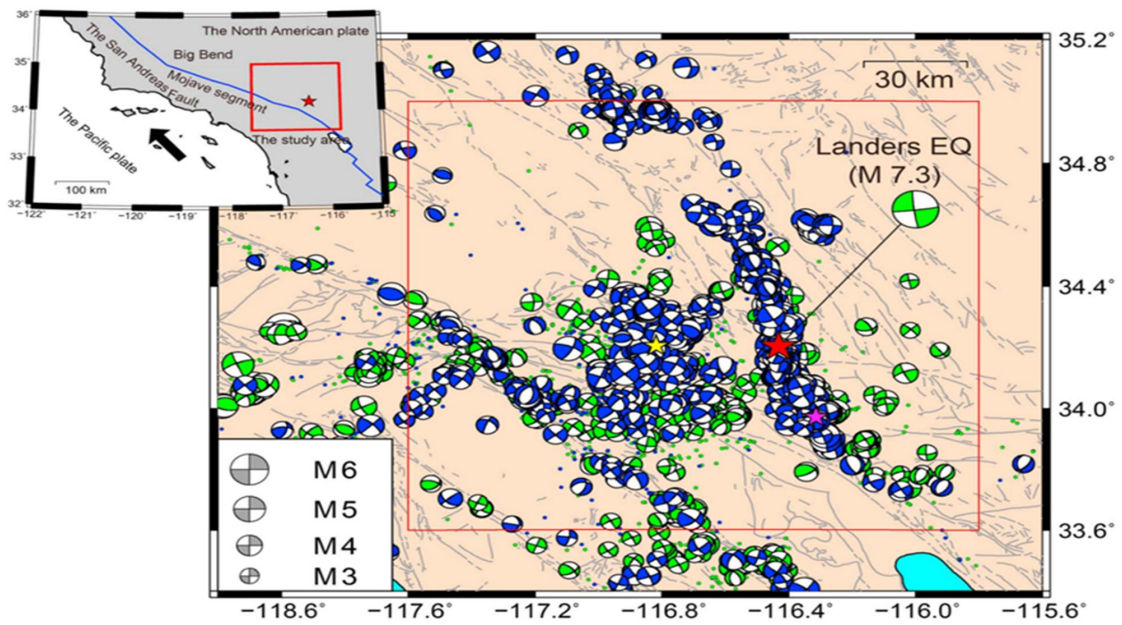 36°
35°
34°
33°
32°
-122°
-121°
-120°
-119°
-118°
-117°
-116°
-115°
The North American plate
Big Bend
The San Andreas Fault
Mojave segment
The study area
The Pacific plate
100 km
30 km
Landers EQ
(M 7.3)
M6
M5
M4
M3
35.2°
34.8°
34.4°
34.0°
33.6°
−118.6°
−117.6°
−117.2°
−116.8°
−116.4°
−116.0°
−115.6°